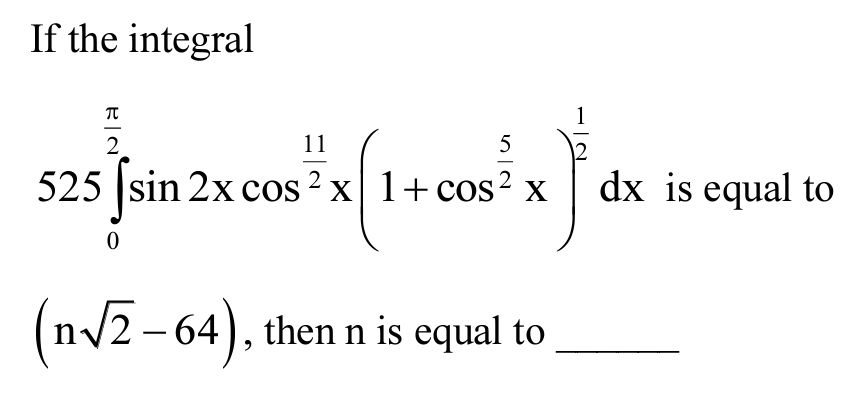 If the integral
525 ∫₀^(π/2) sin 2x cos^(11/2) x (1 + cos^(5/2) x)^(1/2) dx is equal to
(n√2 – 64), then n is equal to ______